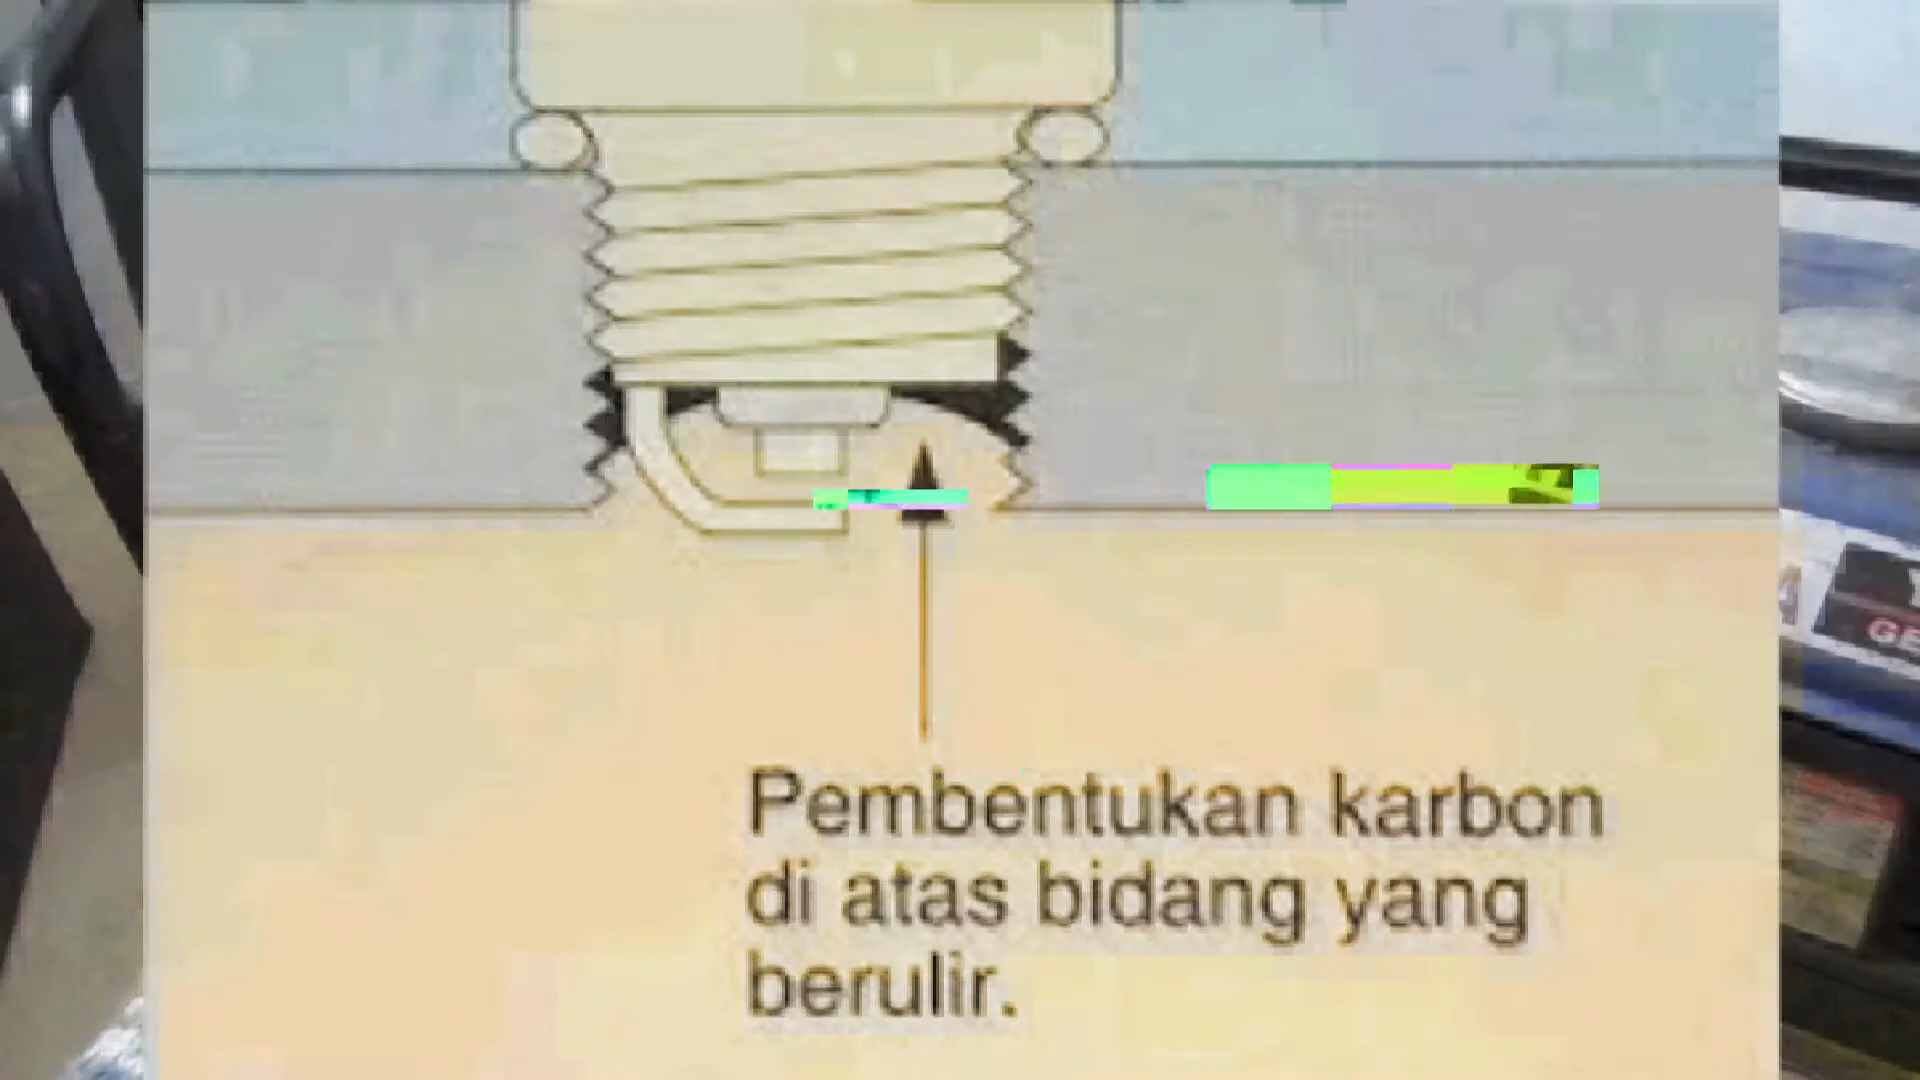 Pembentukan karbon
di atas bidang yang
berulir.